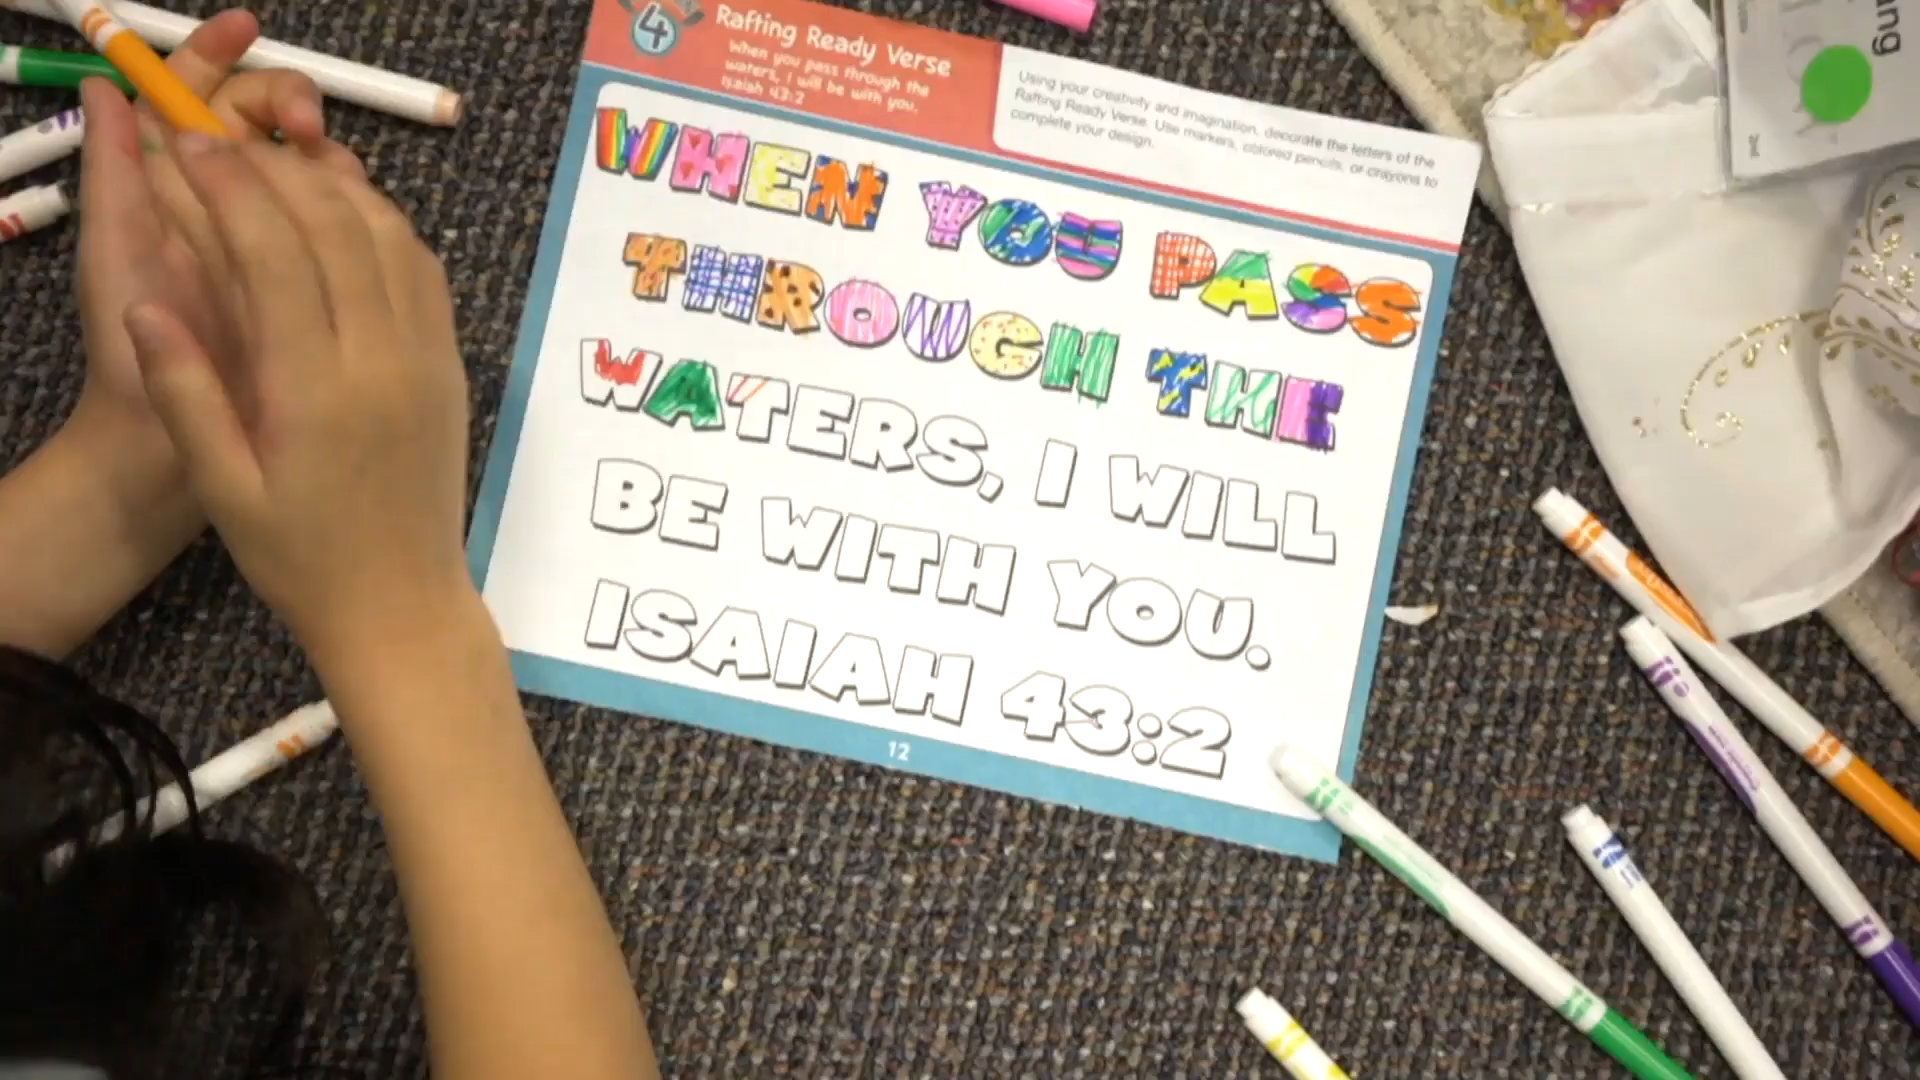 4
Rafting Ready Verse
When you pass through the
waters, I will be with you.
Isaiah 43:2
Using your creativity and imagination, decorate the letters of the
Rafting Ready Verse. Use markers, colored pencils, or crayons to
complete your design.
WHEN YOU PASS
THROUGH THE
WATERS, I WILL
BE WITH YOU.
ISAIAH 43:2
12
ang
2nd